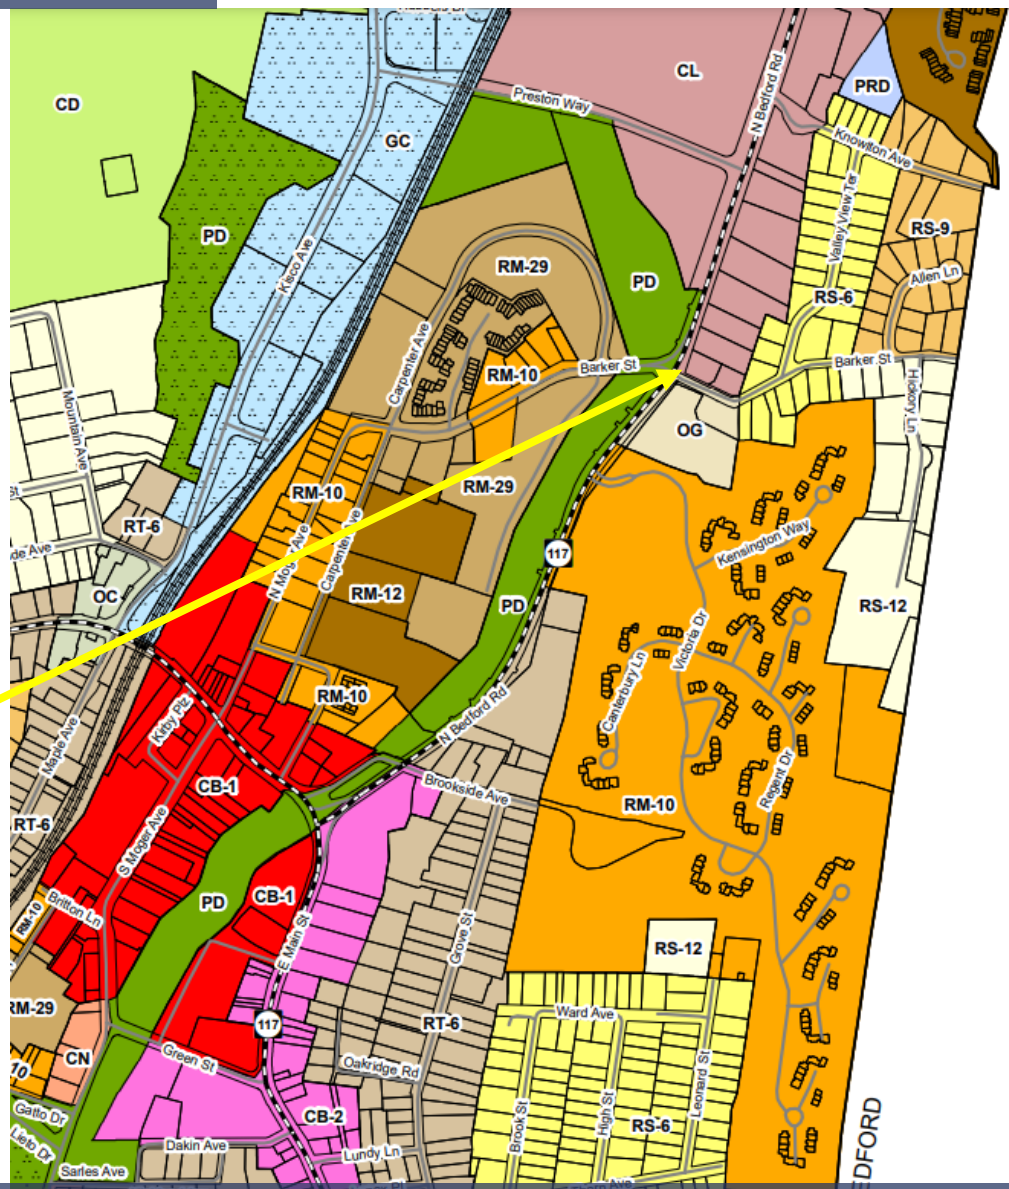 CD
CL
PRD
N Bedford Rd
Preston Way
GC
Knowlton Ave
PD
Kisco Ave
RM-29
PD
Valley View Ter
RS-9
Allen Ln
RS-6
Carpenter Ave
RM-10
Barker St
Barker St
Hickory Ln
Mountain Ave
OG
St
RM-10
RM-29
RT-6
N Moger Ave
Carpenter Ave
117
Kensington Way
OC
RM-12
PD
RS-12
Victoria Dr
Canterbury Ln
RM-10
Kirby Plz
N Bedford Rd
Maple Ave
CB-1
Brookside Ave
Regent Dr
RM-10
RT-6
S Moger Ave
PD
CB-1
Britton Ln
RM-10
E Main St
Grove St
RS-12
RM-29
117
RT-6
Ward Ave
CN
Green St
Oakridge Rd
10
Leonard St
Gatto Dr
CB-2
Brook St
High St
RS-6
Lieto Dr
Dakin Ave
Lundy Ln
Sarles Ave
EDFORD